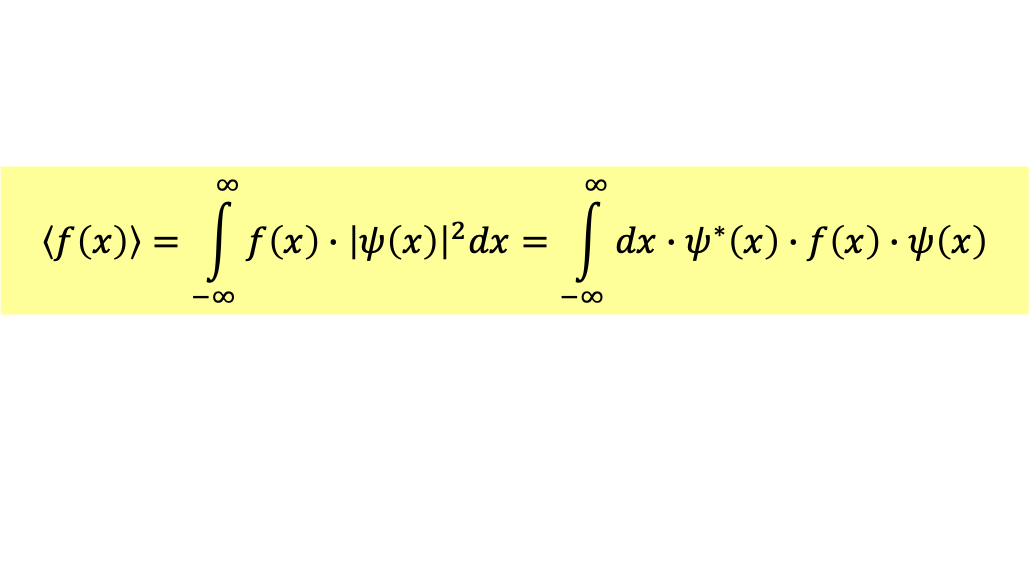 ⟨f(x)⟩ = ∫_{-∞}^{∞} f(x) · |ψ(x)|² dx = ∫_{-∞}^{∞} dx · ψ*(x) · f(x) · ψ(x)